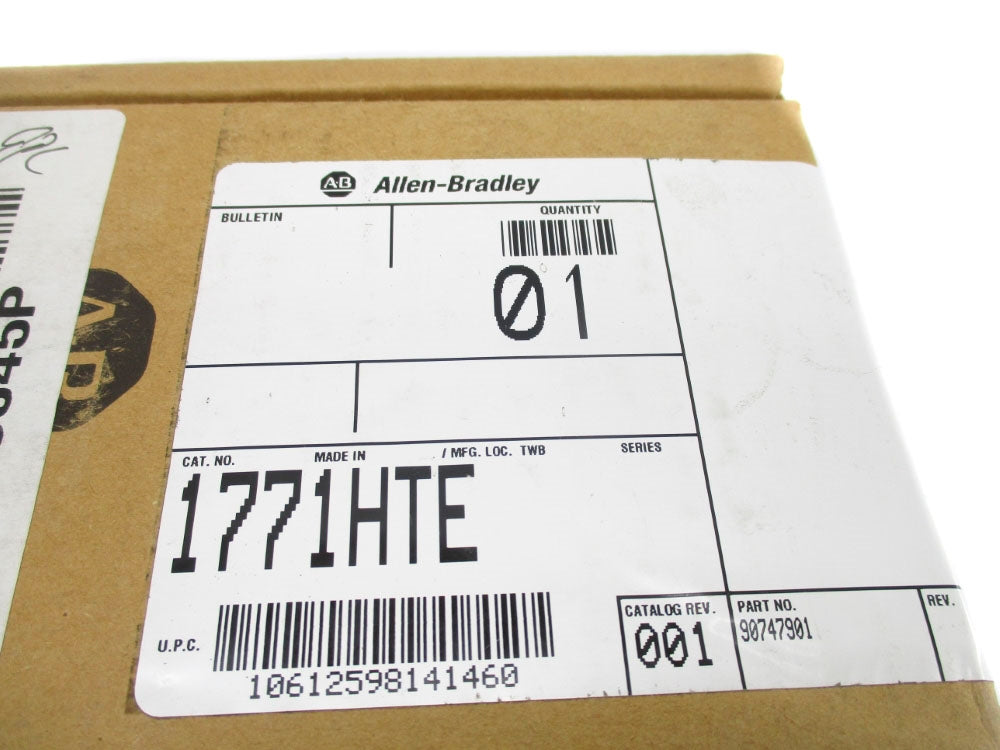 A-B Allen-Bradley
BULLETIN
QUANTITY
01
CAT. NO. MADE IN / MFG. LOC. TWB SERIES
1771HTE
U.P.C.
10612598141460
CATALOG REV.
001
PART NO.
90747901
REV.
45P
AB